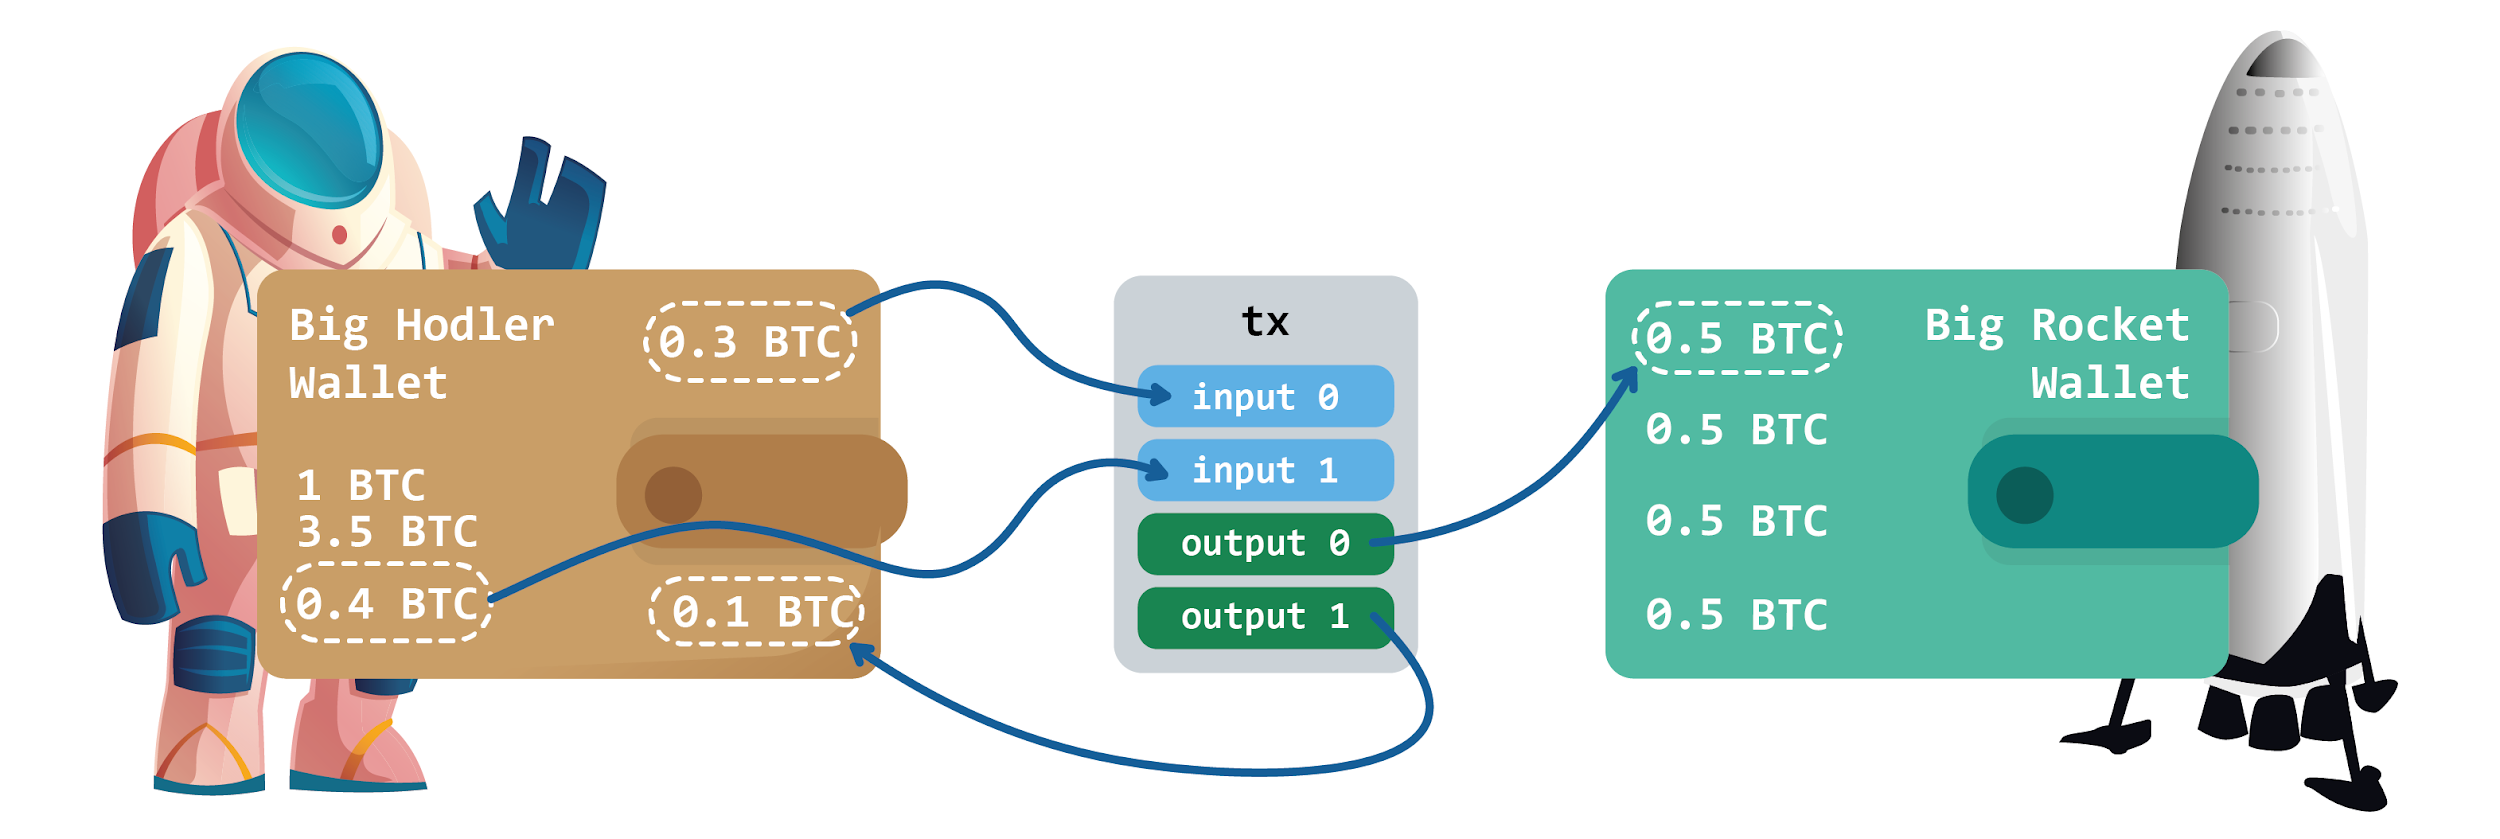 Big Hodler
Wallet
0.3 BTC
1 BTC
3.5 BTC
0.4 BTC
0.1 BTC
tx
input 0
input 1
output 0
output 1
0.5 BTC
0.5 BTC
0.5 BTC
0.5 BTC
Big Rocket
Wallet